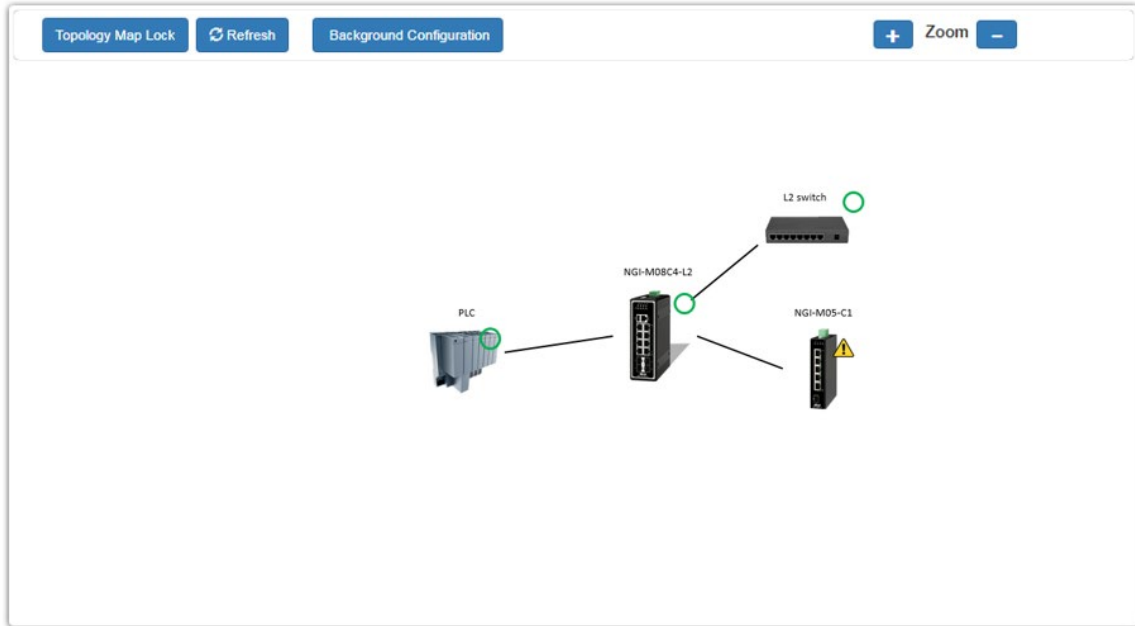 Topology Map Lock
Refresh
Background Configuration
Zoom
L2 switch
NGI-M08C4-L2
PLC
NGI-M05-C1